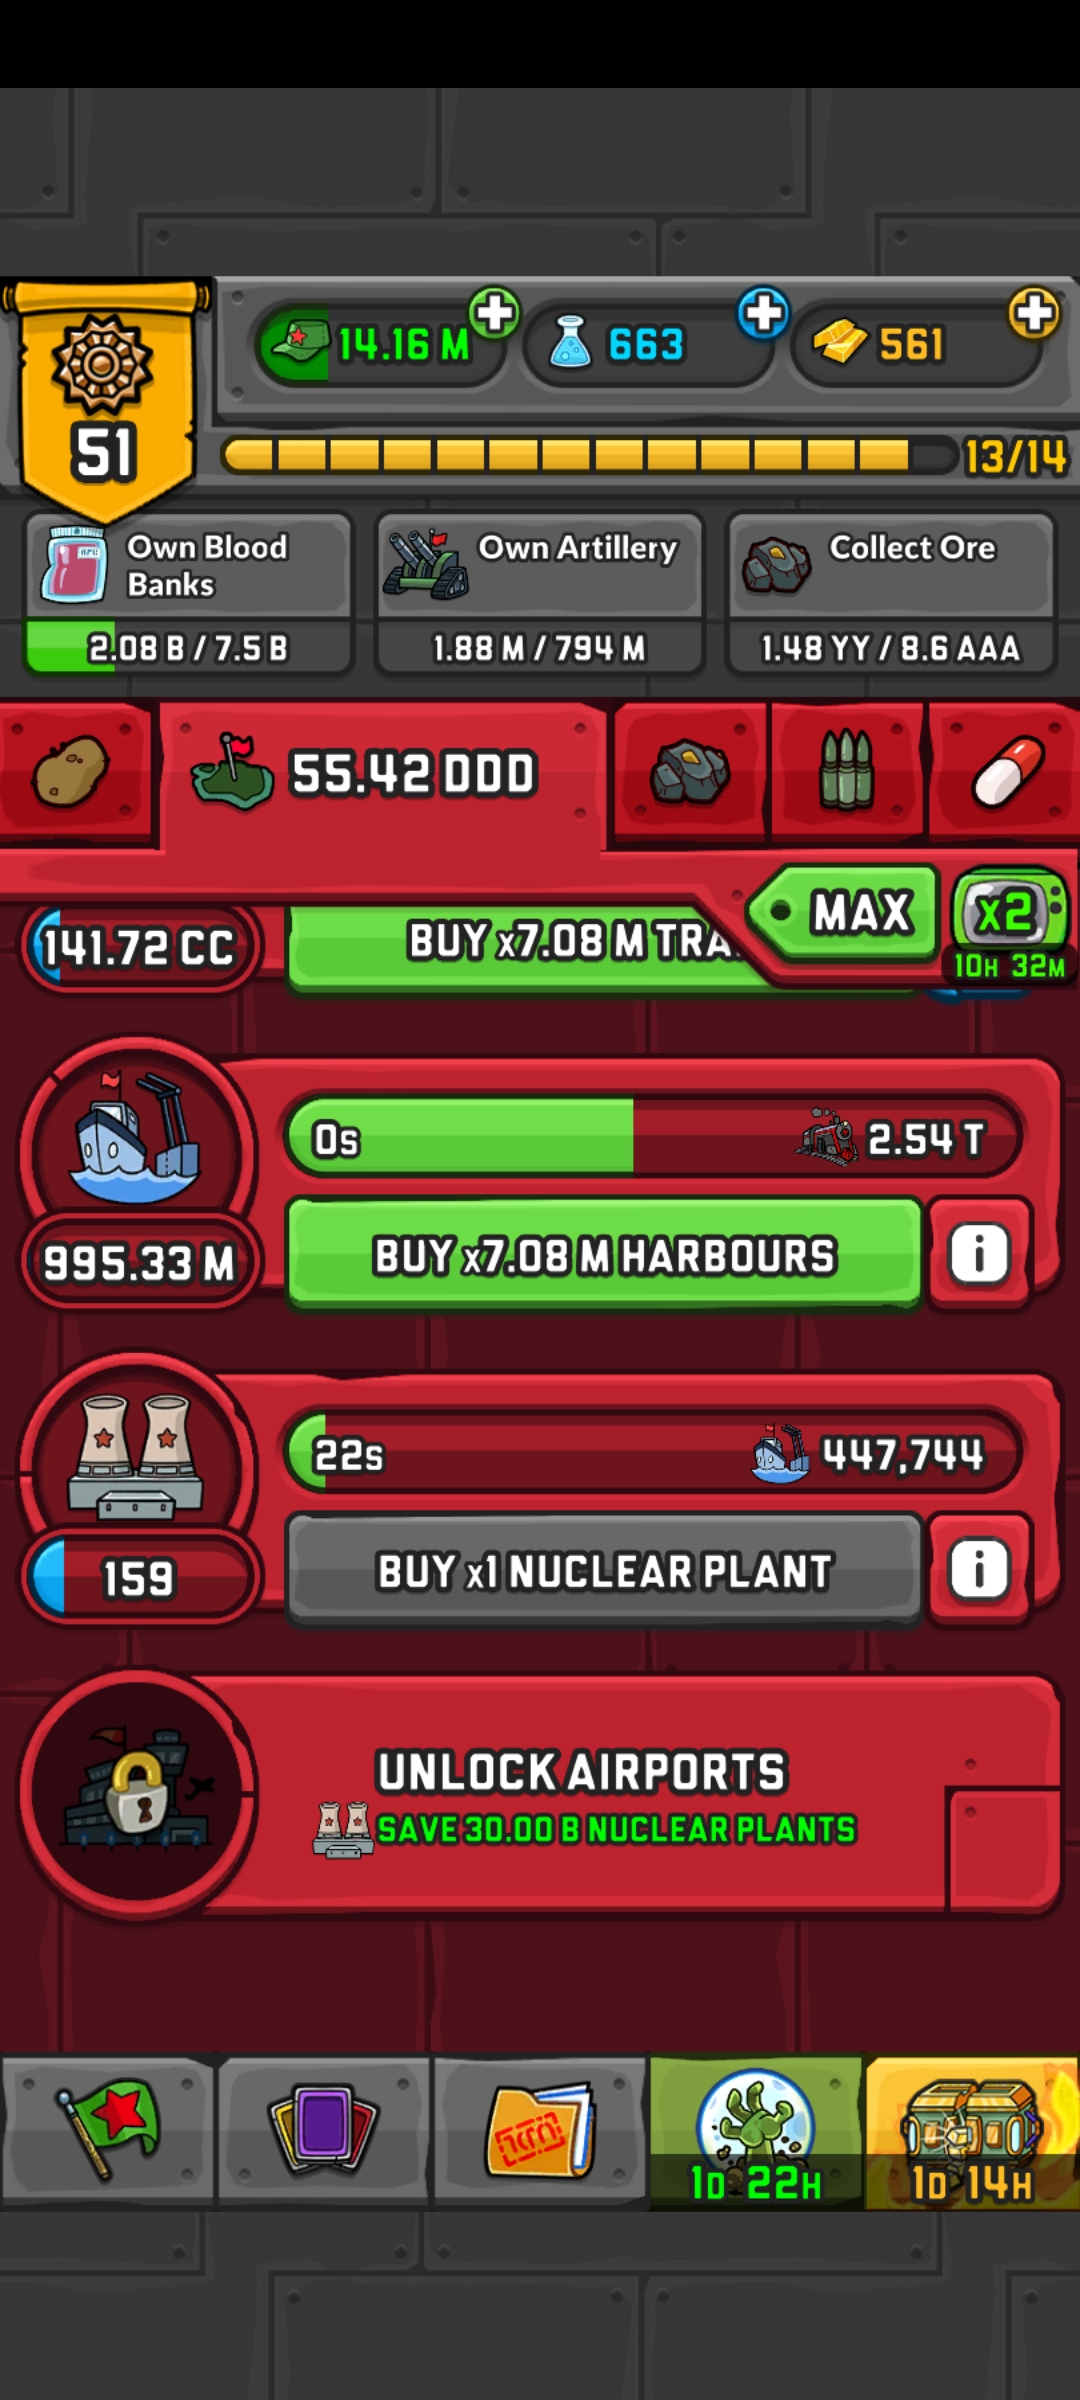 14.16 M
663
561
51
13/14
Own Blood
Banks
2.08 B / 7.5 B
Own Artillery
1.88 M / 794 M
Collect Ore
1.48 YY / 8.6 AAA
55.42 DDD
MAX
x2
10H 32M
141.72 CC
BUY x7.08 M TRA
0s
2.54 T
995.33 M
BUY x7.08 M HARBOURS
i
22s
447,744
159
BUY x1 NUCLEAR PLANT
i
UNLOCK AIRPORTS
SAVE 30.00 B NUCLEAR PLANTS
1D 22H
1D 14H